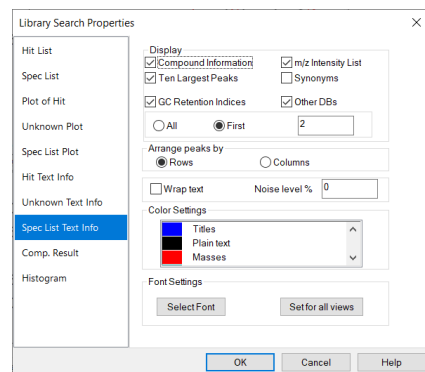 Library Search Properties
Hit List
Spec List
Plot of Hit
Unknown Plot
Spec List Plot
Hit Text Info
Unknown Text Info
Spec List Text Info
Comp. Result
Histogram
Display
Compound Information
m/z Intensity List
Ten Largest Peaks
Synonyms
GC Retention Indices
Other DBs
All
First
2
Arrange peaks by
Rows
Columns
Wrap text
Noise level %
0
Color Settings
Titles
Plain text
Masses
Font Settings
Select Font
Set for all views
OK
Cancel
Help